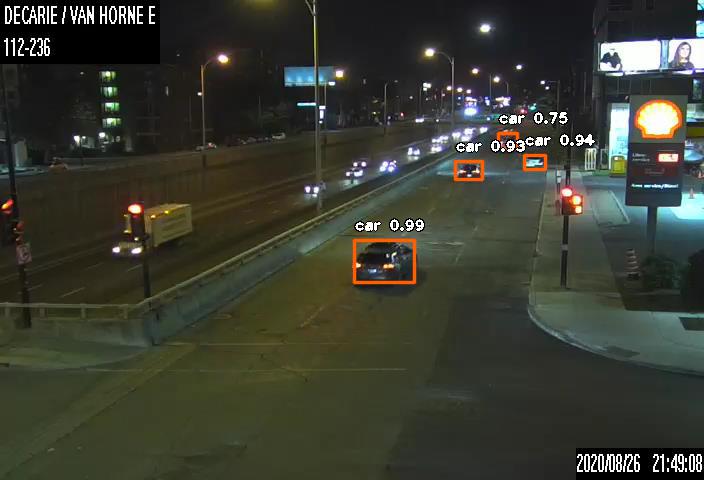 DECARIE / VAN HORNE E
112-236
car 0.75
car 0.93
car 0.94
car 0.99
2020/08/26 21:49:08